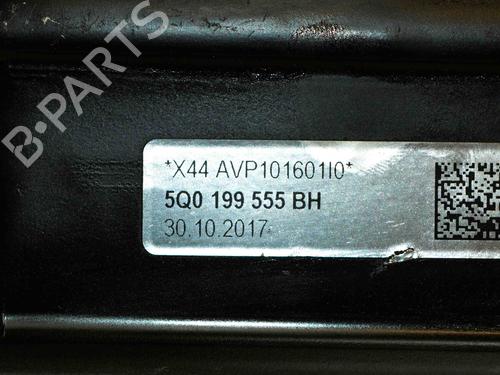 B-PARTS
*X44 AVP101601I0*
5Q0 199 555 BH
30.10.2017